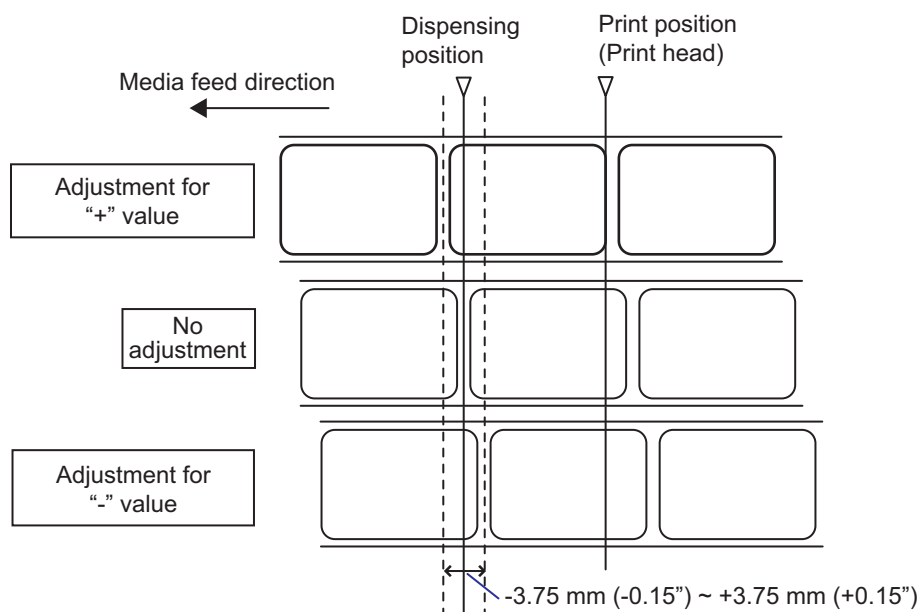 Dispensing
position
Print position
(Print head)
Media feed direction
Adjustment for
“+” value
No
adjustment
Adjustment for
“-” value
-3.75 mm (-0.15”) ~ +3.75 mm (+0.15”)